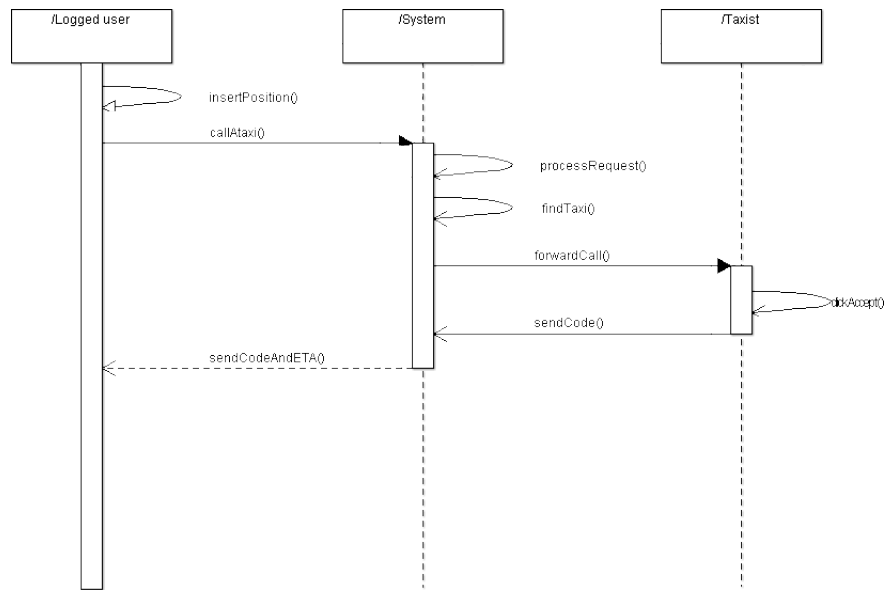 /Logged user
/System
/Taxist
insertPosition()
callAtaxi()
processRequest()
findTaxi()
forwardCall()
clickAccept()
sendCode()
sendCodeAndETA()